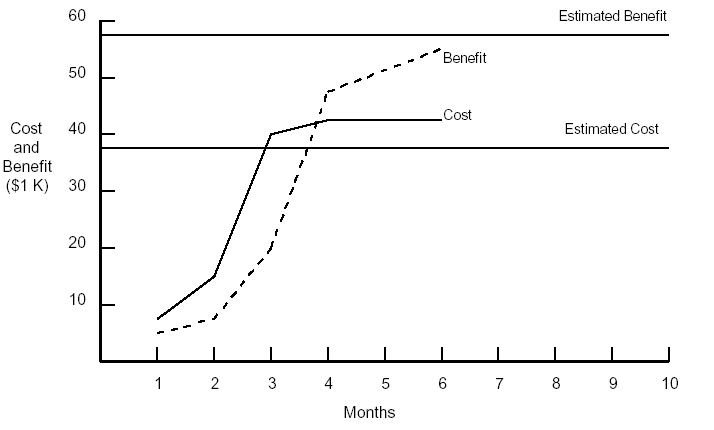 60
Estimated Benefit
50
Benefit
Cost
and
Benefit
($1 K)
40
Cost
Estimated Cost
30
20
10
1 2 3 4 5 6 7 8 9 10
Months